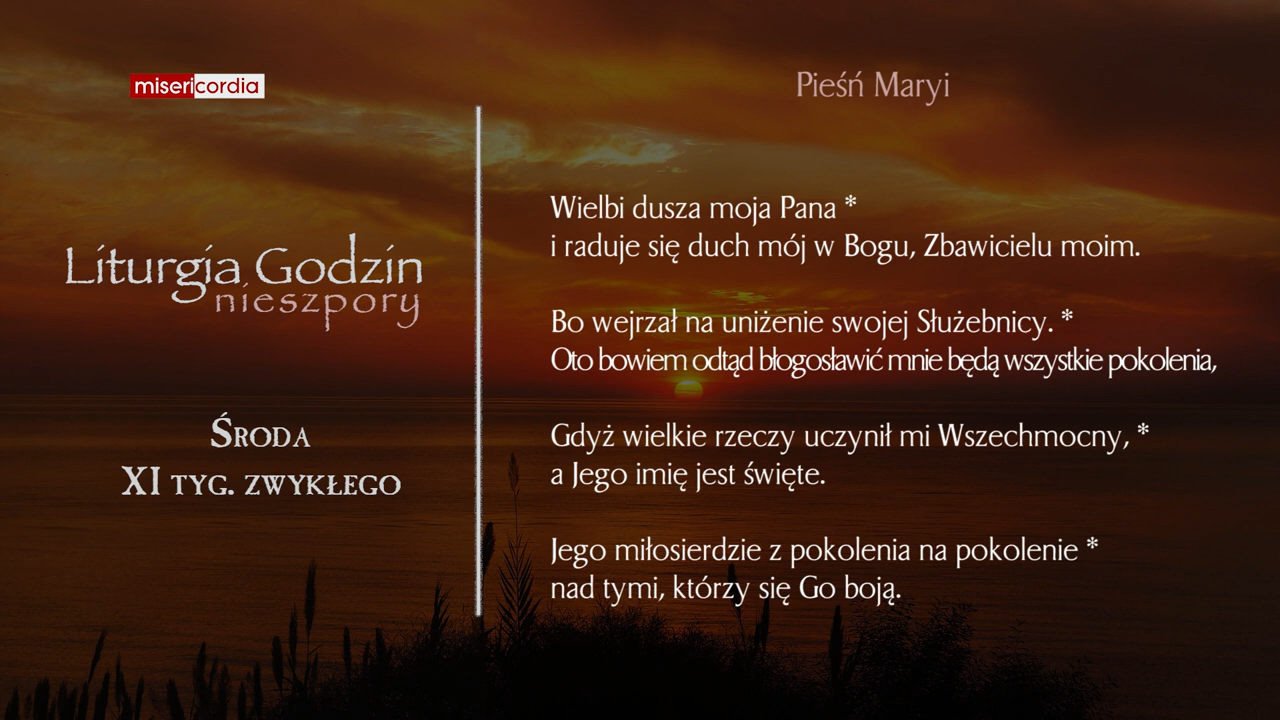 misericordia
Liturgia Godzin
nieszpory
Środa
XI tyg. zwykłego
Pieśń Maryi
Wielbi dusza moja Pana *
i raduje się duch mój w Bogu, Zbawicielu moim.
Bo wejrzał na uniżenie swojej Służebnicy. *
Oto bowiem odtąd błogosławić mnie będą wszystkie pokolenia,
Gdyż wielkie rzeczy uczynił mi Wszechmocny, *
a Jego imię jest święte.
Jego miłosierdzie z pokolenia na pokolenie *
nad tymi, którzy się Go boją.